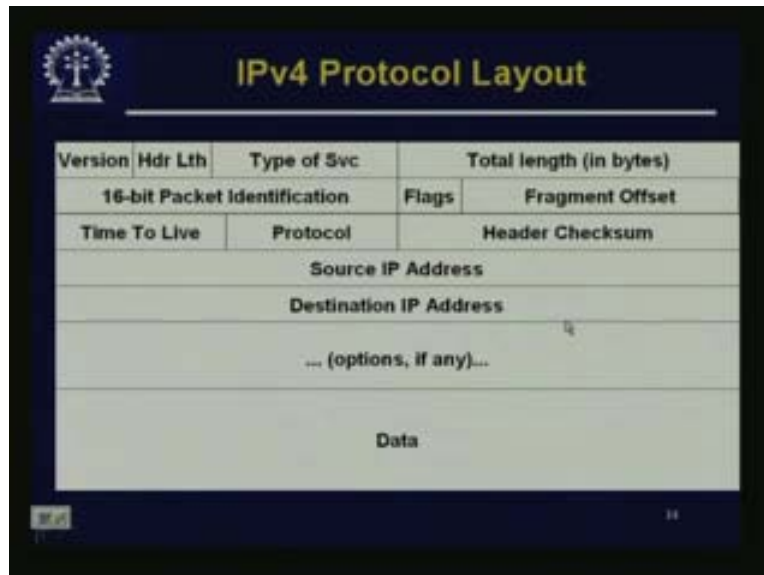 IPv4 Protocol Layout
Version Hdr Lth Type of Svc Total length (in bytes)
16-bit Packet Identification Flags Fragment Offset
Time To Live Protocol Header Checksum
Source IP Address
Destination IP Address
... (options, if any)...
Data